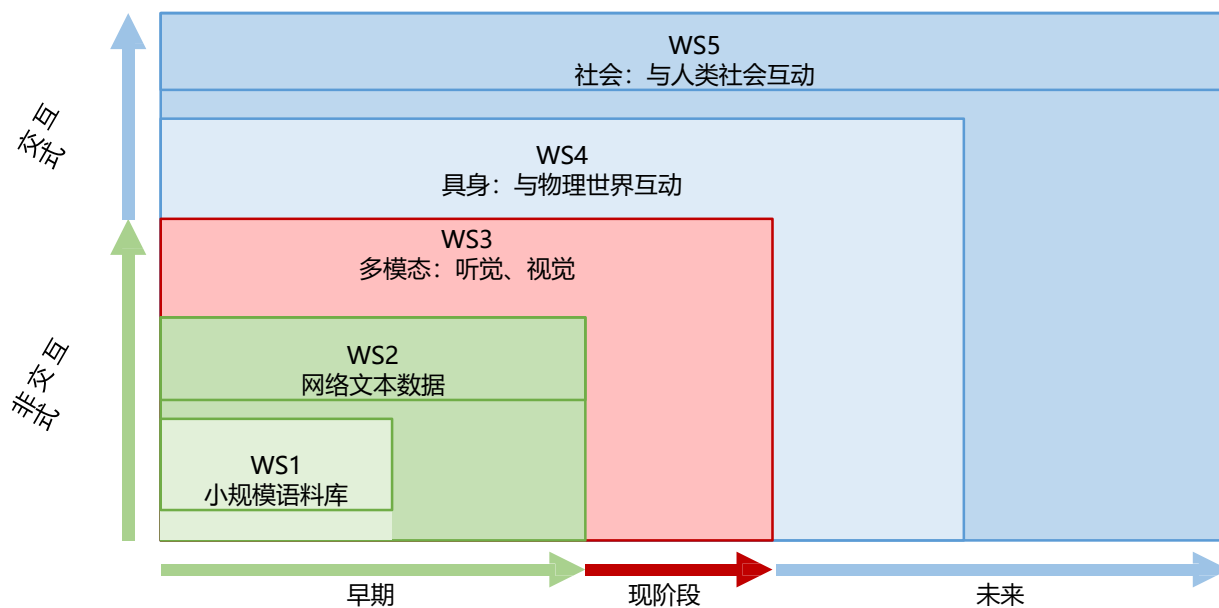 WS5
社会：与人类社会互动
交互
式
WS4
具身：与物理世界互动
WS3
多模态：听觉、视觉
WS2
网络文本数据
非交互
式
WS1
小规模语料库
早期
现阶段
未来